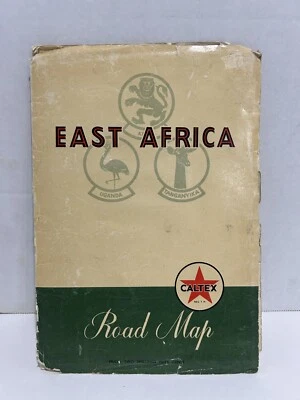 EAST AFRICA
UGANDA
TANGANYIKA
CALTEX
Road Map